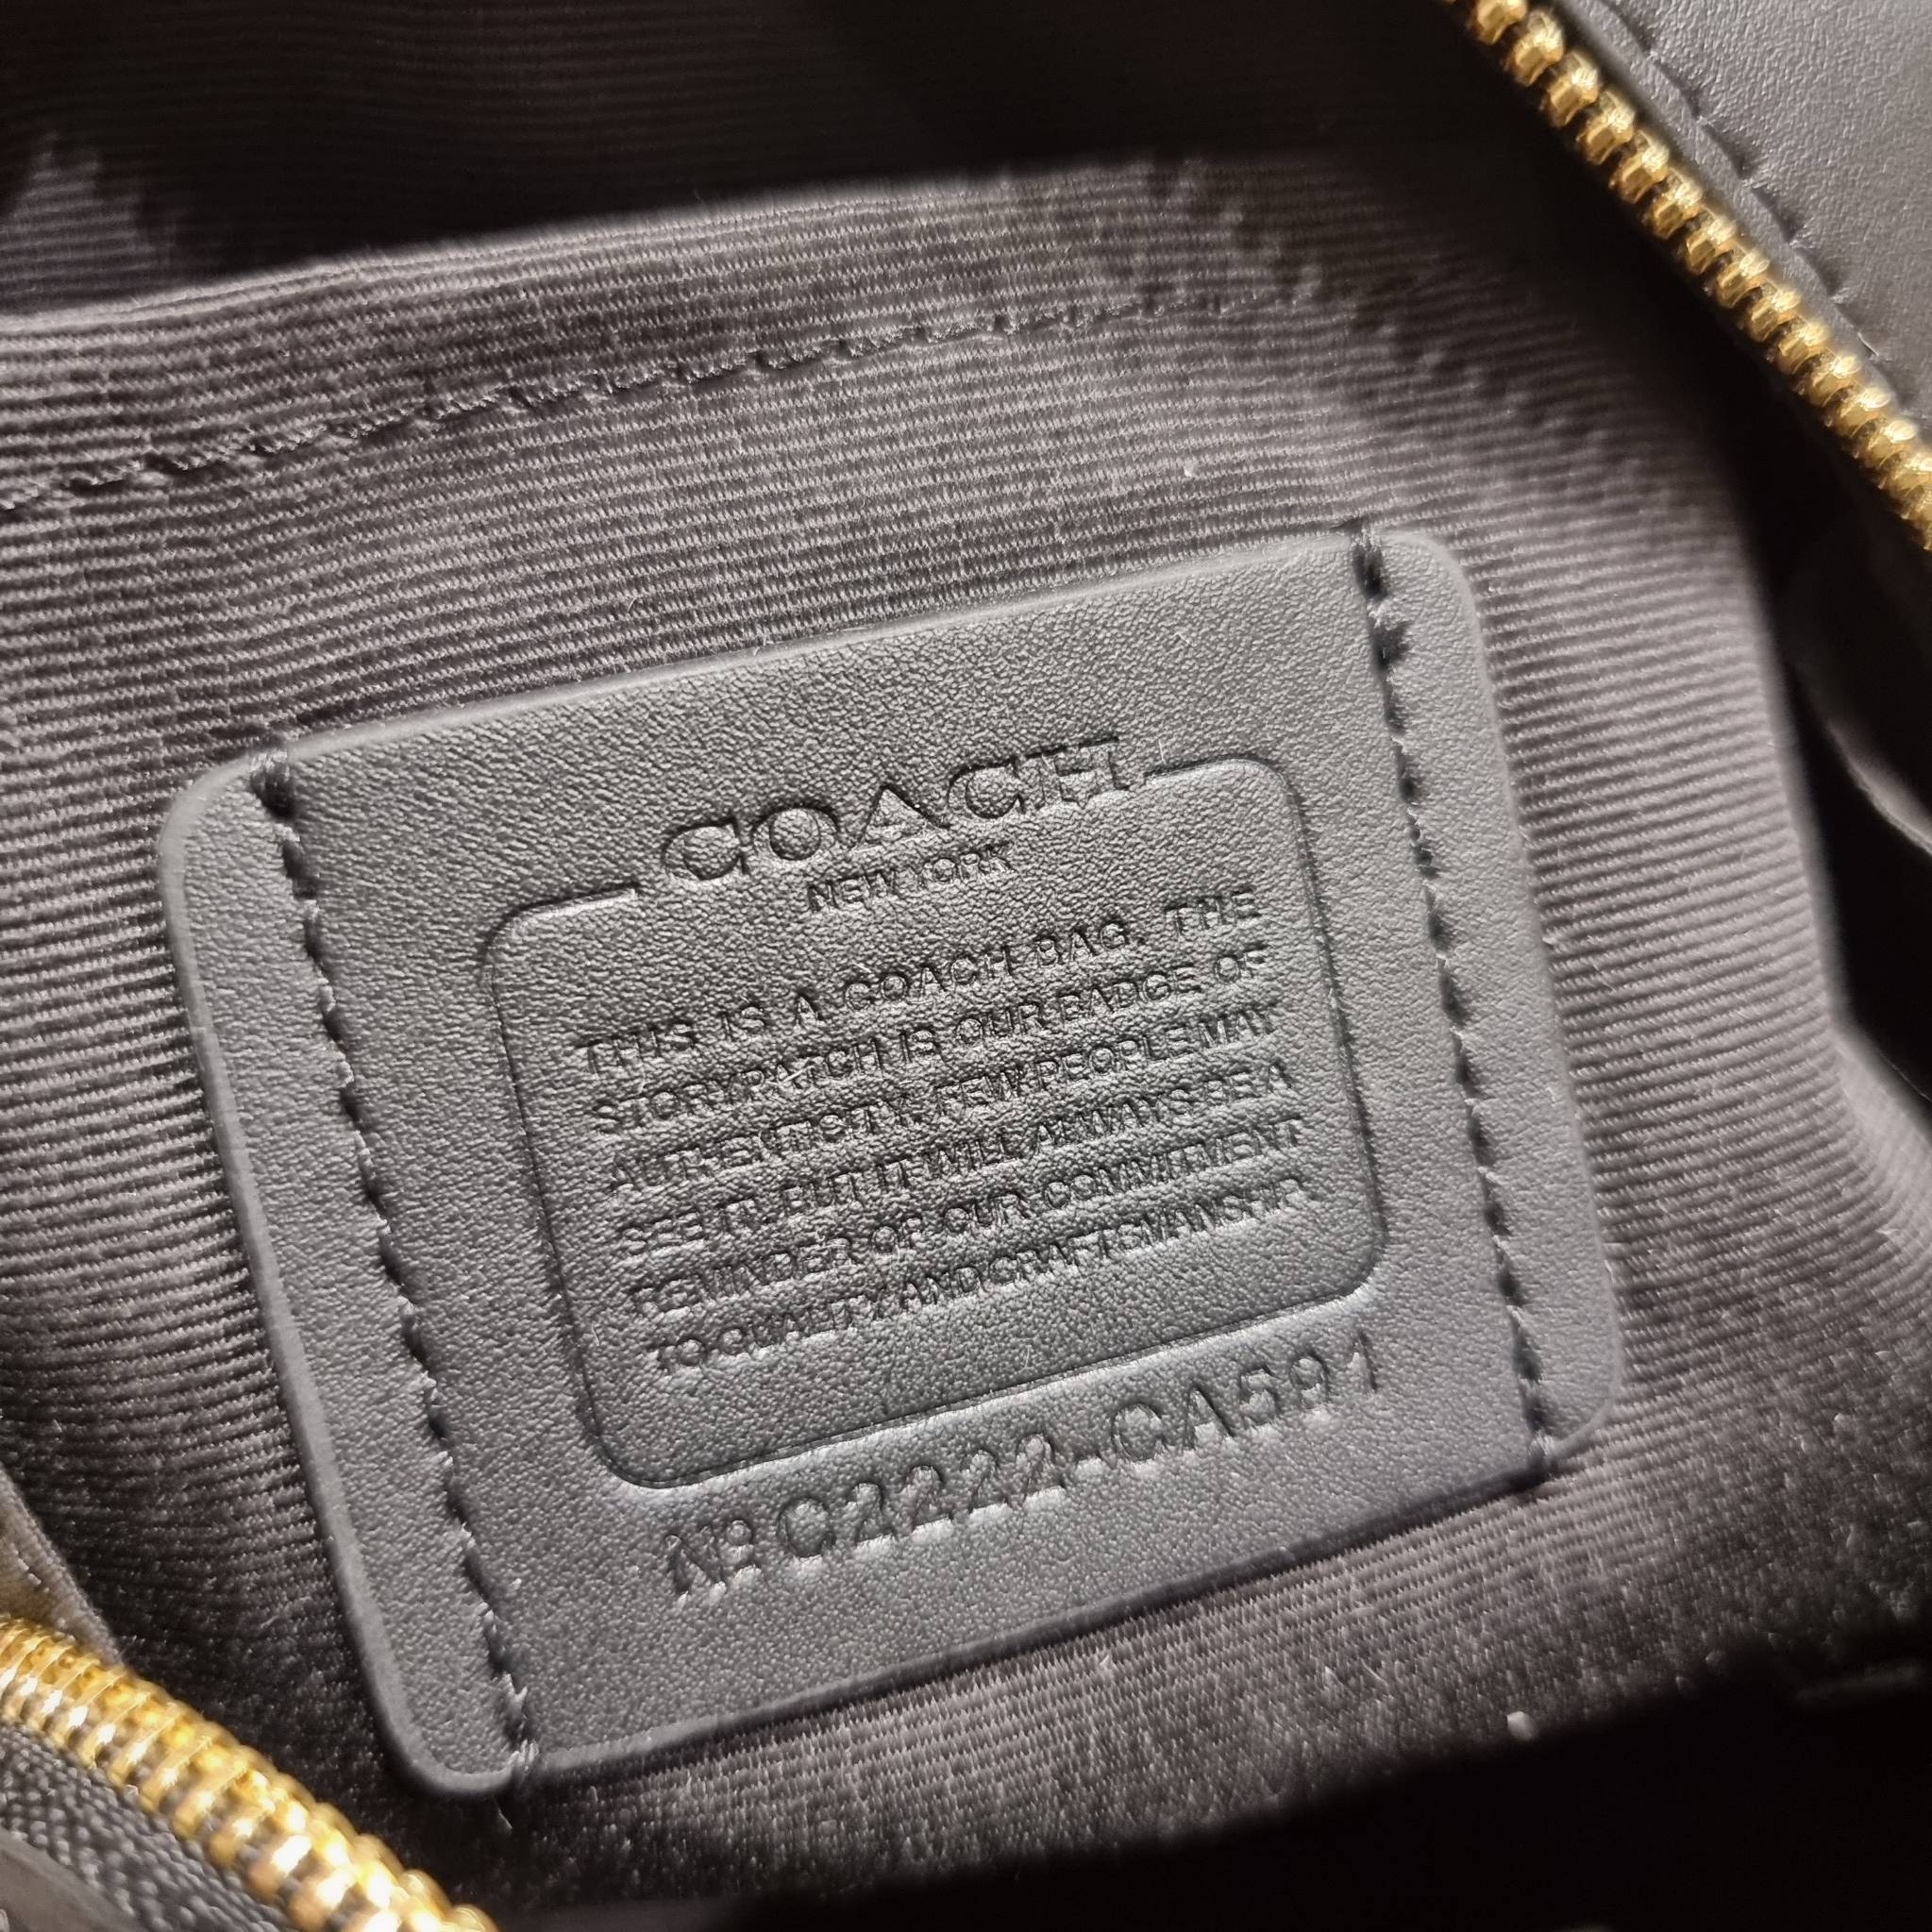 COACH
NEW YORK
THIS IS A COACH BAG. THE
STORYPATCH IS OUR BADGE OF
AUTHENTICITY. FEW PEOPLE MAY
SEE IT, BUT IT WILL ALWAYS BE A
REMINDER OF OUR COMMITMENT
TO QUALITY AND CRAFTSMANSHIP.
Nº C2222-CA591